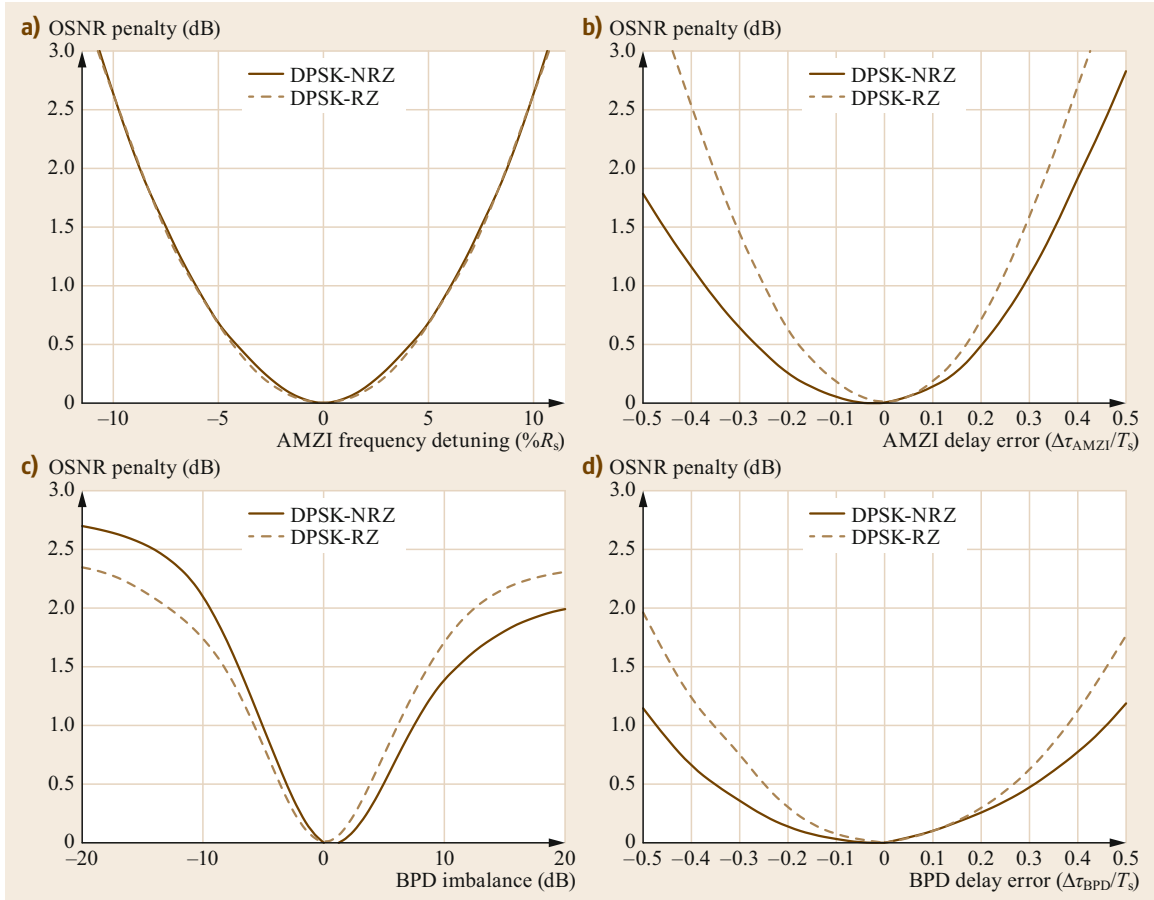 a) OSNR penalty (dB)
3.0
2.5
2.0
1.5
1.0
0.5
0
DPSK-NRZ
DPSK-RZ
−10 −5 0 5 10
AMZI frequency detuning (%Rs)
b) OSNR penalty (dB)
3.0
2.5
2.0
1.5
1.0
0.5
0
DPSK-NRZ
DPSK-RZ
−0.5 −0.4 −0.3 −0.2 −0.1 0 0.1 0.2 0.3 0.4 0.5
AMZI delay error (ΔτAMZI/Ts)
c) OSNR penalty (dB)
3.0
2.5
2.0
1.5
1.0
0.5
0
DPSK-NRZ
DPSK-RZ
−20 −10 0 10 20
BPD imbalance (dB)
d) OSNR penalty (dB)
3.0
2.5
2.0
1.5
1.0
0.5
0
DPSK-NRZ
DPSK-RZ
−0.5 −0.4 −0.3 −0.2 −0.1 0 0.1 0.2 0.3 0.4 0.5
BPD delay error (ΔτBPD/Ts)